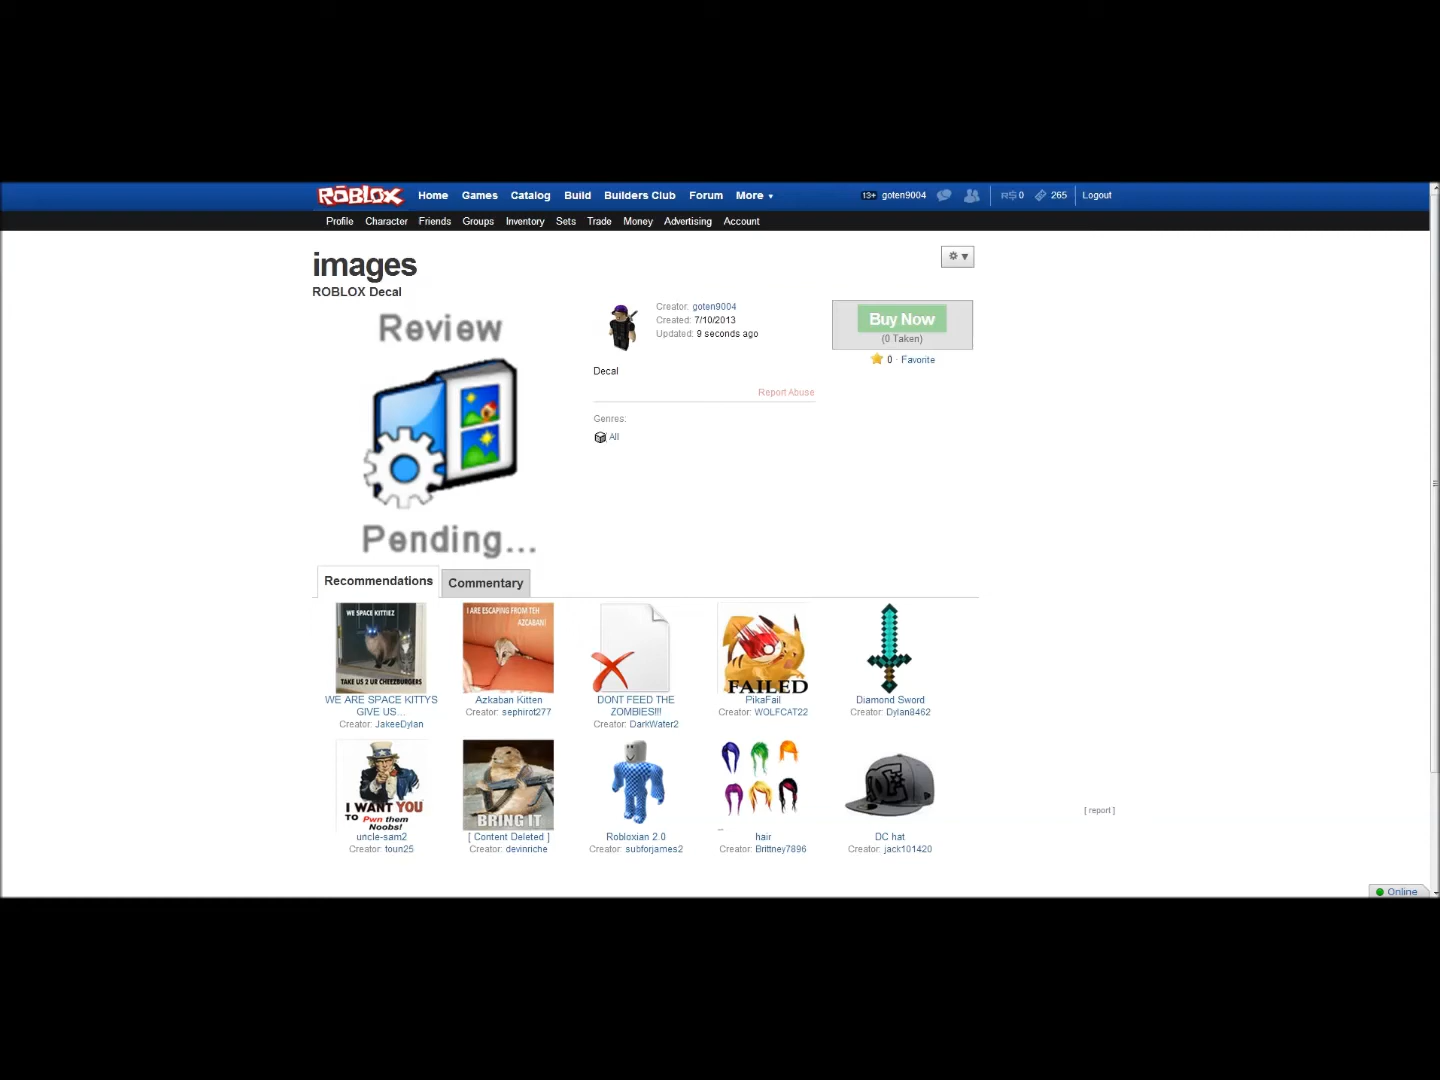 ROBLOX Home Games Catalog Build Builders Club Forum More 13+ goten9004 R$ 0 265 Logout
Profile Character Friends Groups Inventory Sets Trade Money Advertising Account
images
ROBLOX Decal
Review
Pending...
Creator: goten9004
Created: 7/10/2013
Updated: 9 seconds ago
Decal
Report Abuse
Genres:
All
Buy Now
(0 Taken)
0 · Favorite
Recommendations Commentary
WE SPACE KITTIEZ
TAKE US 2 UR CHEEZBURGERS
WE ARE SPACE KITTYS
GIVE US...
Creator: JakeeDylan
I ARE ESCAPING FROM TEH
AZCABAN!
Azkaban Kitten
Creator: sephirot277
DONT FEED THE
ZOMBIES!!!
Creator: DarkWater2
FAILED
PikaFail
Creator: WOLFCAT22
Diamond Sword
Creator: Dylan8462
I WANT YOU
TO Pwn them
Noobs!
uncle-sam2
Creator: toun25
BRING IT
[ Content Deleted ]
Creator: devinriche
Robloxian 2.0
Creator: subforjames2
hair
Creator: Brittney7896
DC hat
Creator: jack101420
[ report ]
Online